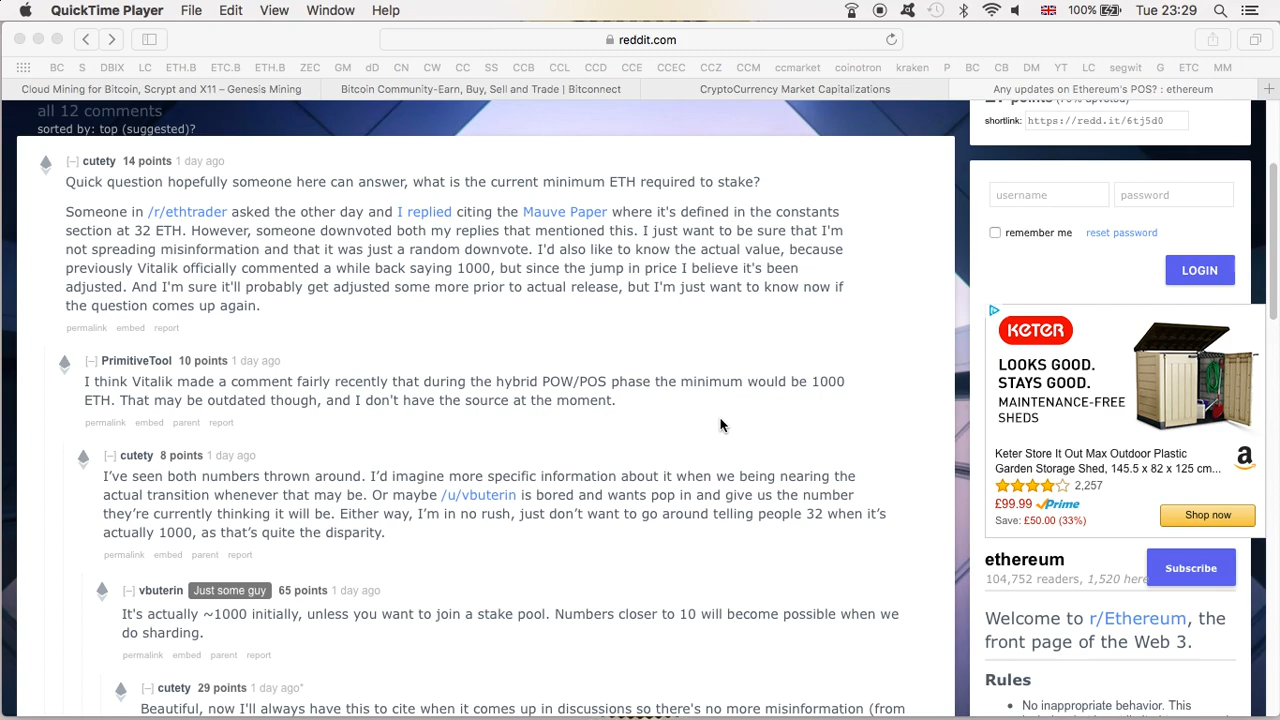 QuickTime Player File Edit View Window Help 100% Tue 23:29
reddit.com
BC S DBIX LC ETH.B ETC.B ETH.B ZEC GM dD CN CW CC SS CCB CCL CCD CCE CCEC CCZ CCM ccmarket coinotron kraken P BC CB DM YT LC segwit G ETC MM
Cloud Mining for Bitcoin, Scrypt and X11 – Genesis Mining Bitcoin Community-Earn, Buy, Sell and Trade | Bitconnect CryptoCurrency Market Capitalizations Any updates on Ethereum's POS? : ethereum
all 12 comments
sorted by: top (suggested)?
[–] cutety 14 points 1 day ago
Quick question hopefully someone here can answer, what is the current minimum ETH required to stake?
Someone in /r/ethtrader asked the other day and I replied citing the Mauve Paper where it's defined in the constants
section at 32 ETH. However, someone downvoted both my replies that mentioned this. I just want to be sure that I'm
not spreading misinformation and that it was just a random downvote. I'd also like to know the actual value, because
previously Vitalik officially commented a while back saying 1000, but since the jump in price I believe it's been
adjusted. And I'm sure it'll probably get adjusted some more prior to actual release, but I'm just want to know now if
the question comes up again.
permalink embed report
[–] PrimitiveTool 10 points 1 day ago
I think Vitalik made a comment fairly recently that during the hybrid POW/POS phase the minimum would be 1000
ETH. That may be outdated though, and I don't have the source at the moment.
permalink embed parent report
[–] cutety 8 points 1 day ago
I've seen both numbers thrown around. I'd imagine more specific information about it when we being nearing the
actual transition whenever that may be. Or maybe /u/vbuterin is bored and wants pop in and give us the number
they're currently thinking it will be. Either way, I'm in no rush, just don't want to go around telling people 32 when it's
actually 1000, as that's quite the disparity.
permalink embed parent report
[–] vbuterin Just some guy 65 points 1 day ago
It's actually ~1000 initially, unless you want to join a stake pool. Numbers closer to 10 will become possible when we
do sharding.
permalink embed parent report
[–] cutety 29 points 1 day ago*
Beautiful, now I'll always have this to cite when it comes up in discussions so there's no more misinformation (from
shortlink: https://redd.it/6tj5d0
username password
remember me reset password
LOGIN
KETER
LOOKS GOOD.
STAYS GOOD.
MAINTENANCE-FREE
SHEDS
Keter Store It Out Max Outdoor Plastic
Garden Storage Shed, 145.5 x 82 x 125 cm...
2,257
£99.99 Prime
Save: £50.00 (33%)
Shop now
ethereum
104,752 readers, 1,520 here
Subscribe
Welcome to r/Ethereum, the
front page of the Web 3.
Rules
No inappropriate behavior. This